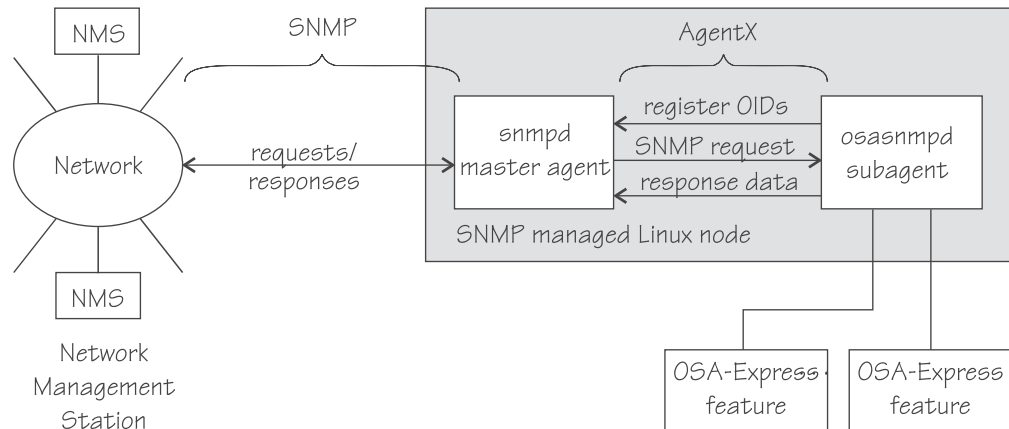 NMS
SNMP
AgentX
register OIDs
snmpd
master agent
SNMP request
osasnmpd
subagent
Network
requests/
responses
response data
SNMP managed Linux node
NMS
Network
Management
Station
OSA-Express
feature
OSA-Express
feature